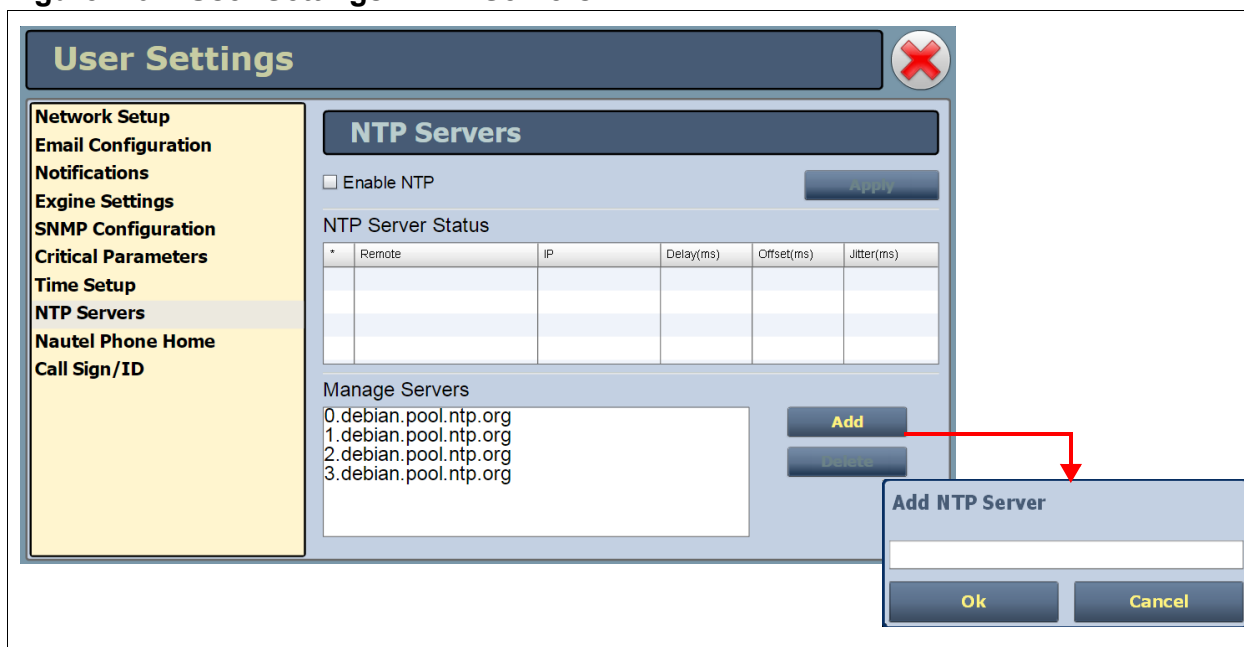 User Settings
Network Setup
Email Configuration
Notifications
Exgine Settings
SNMP Configuration
Critical Parameters
Time Setup
NTP Servers
Nautel Phone Home
Call Sign/ID
NTP Servers
Enable NTP
Apply
NTP Server Status
* Remote IP Delay(ms) Offset(ms) Jitter(ms)
Manage Servers
0.debian.pool.ntp.org
1.debian.pool.ntp.org
2.debian.pool.ntp.org
3.debian.pool.ntp.org
Add
Delete
Add NTP Server
Ok Cancel